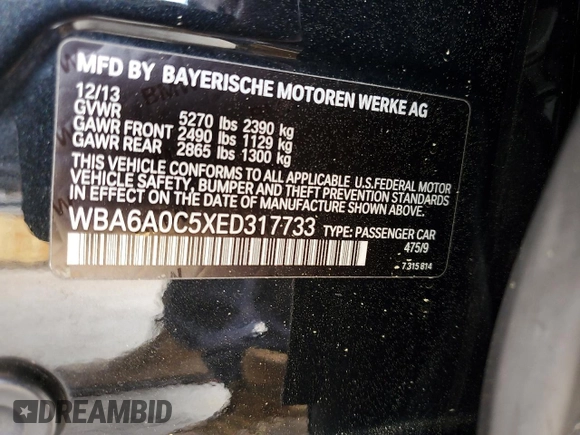 MFD BY BAYERISCHE MOTOREN WERKE AG
12/13
GVWR 5270 lbs 2390 kg
GAWR FRONT 2490 lbs 1129 kg
GAWR REAR 2865 lbs 1300 kg
THIS VEHICLE CONFORMS TO ALL APPLICABLE U.S. FEDERAL MOTOR
VEHICLE SAFETY, BUMPER AND THEFT PREVENTION STANDARDS
IN EFFECT ON THE DATE OF MANUFACTURE SHOWN ABOVE.
WBA6A0C5XED317733 TYPE: PASSENGER CAR
475/9
7 315 814
DREAMBID